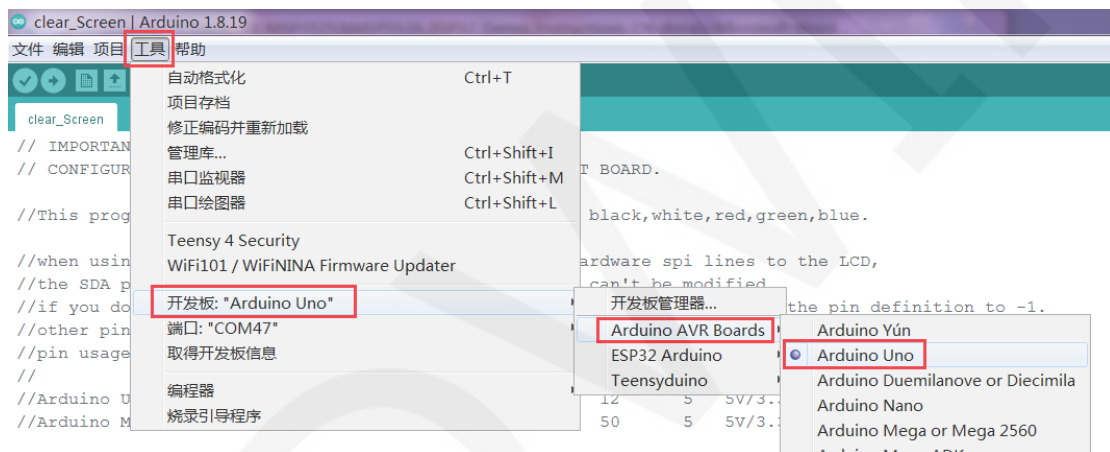 clear_Screen | Arduino 1.8.19
文件 编辑 项目 工具 帮助
clear_Screen
自动格式化 Ctrl+T
项目存档
修正编码并重新加载
管理库... Ctrl+Shift+I
串口监视器 Ctrl+Shift+M
串口绘图器 Ctrl+Shift+L
Teensy 4 Security
WiFi101 / WiFiNINA Firmware Updater
开发板: "Arduino Uno"
端口: "COM47"
取得开发板信息
编程器
烧录引导程序
开发板管理器...
Arduino AVR Boards
ESP32 Arduino
Teensyduino
Arduino Yún
Arduino Uno
Arduino Duemilanove or Diecimila
Arduino Nano
Arduino Mega or Mega 2560
// IMPORTAN
// CONFIGUR T BOARD.
//This prog black,white,red,green,blue.
//when usin ardware spi lines to the LCD,
//the SDA p can't be modified
//if you do the pin definition to -1.
//other pin
//pin usage
//
//Arduino U 12 5 5V/3.
//Arduino M 50 5 5V/3.